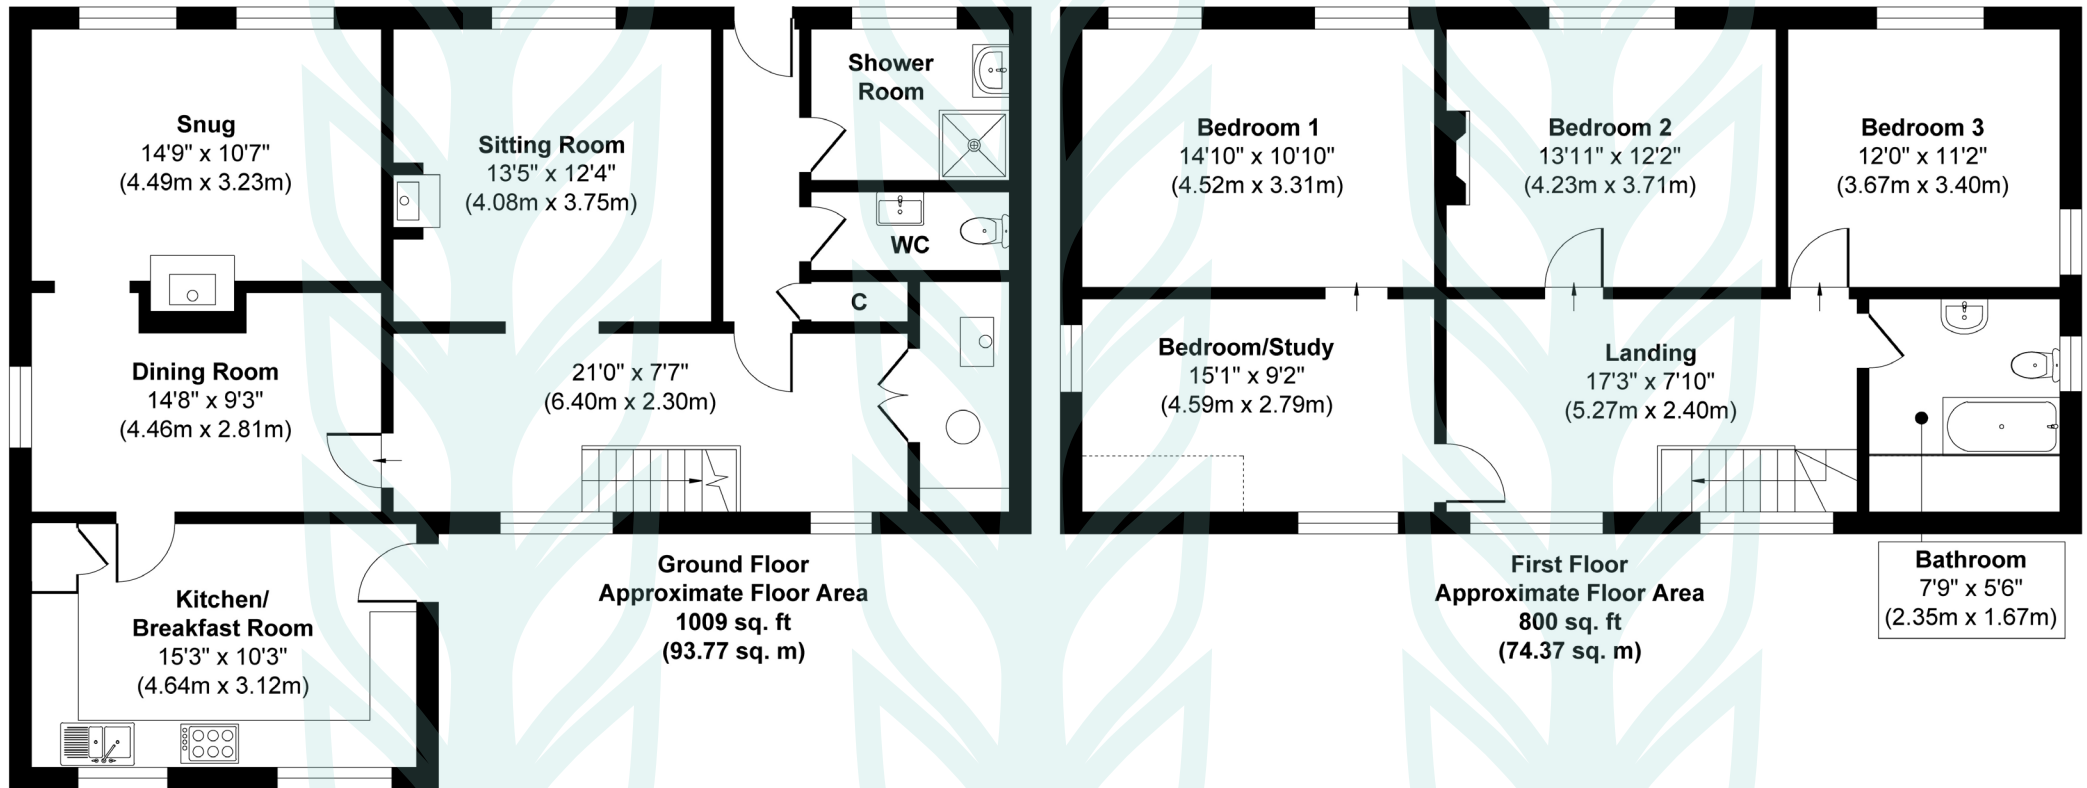 Snug
14'9" x 10'7"
(4.49m x 3.23m)
Sitting Room
13'5" x 12'4"
(4.08m x 3.75m)
Shower
Room
WC
C
Dining Room
14'8" x 9'3"
(4.46m x 2.81m)
21'0" x 7'7"
(6.40m x 2.30m)
Kitchen/
Breakfast Room
15'3" x 10'3"
(4.64m x 3.12m)
Ground Floor
Approximate Floor Area
1009 sq. ft
(93.77 sq. m)
Bedroom 1
14'10" x 10'10"
(4.52m x 3.31m)
Bedroom 2
13'11" x 12'2"
(4.23m x 3.71m)
Bedroom 3
12'0" x 11'2"
(3.67m x 3.40m)
Bedroom/Study
15'1" x 9'2"
(4.59m x 2.79m)
Landing
17'3" x 7'10"
(5.27m x 2.40m)
Bathroom
7'9" x 5'6"
(2.35m x 1.67m)
First Floor
Approximate Floor Area
800 sq. ft
(74.37 sq. m)